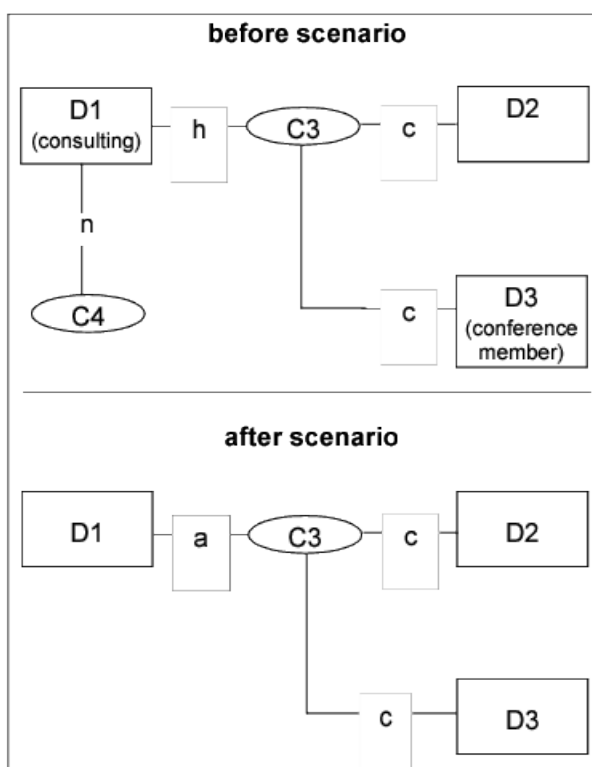 before scenario
D1
(consulting)
h
C3
c
D2
n
C4
c
D3
(conference
member)
after scenario
D1
a
C3
c
D2
c
D3